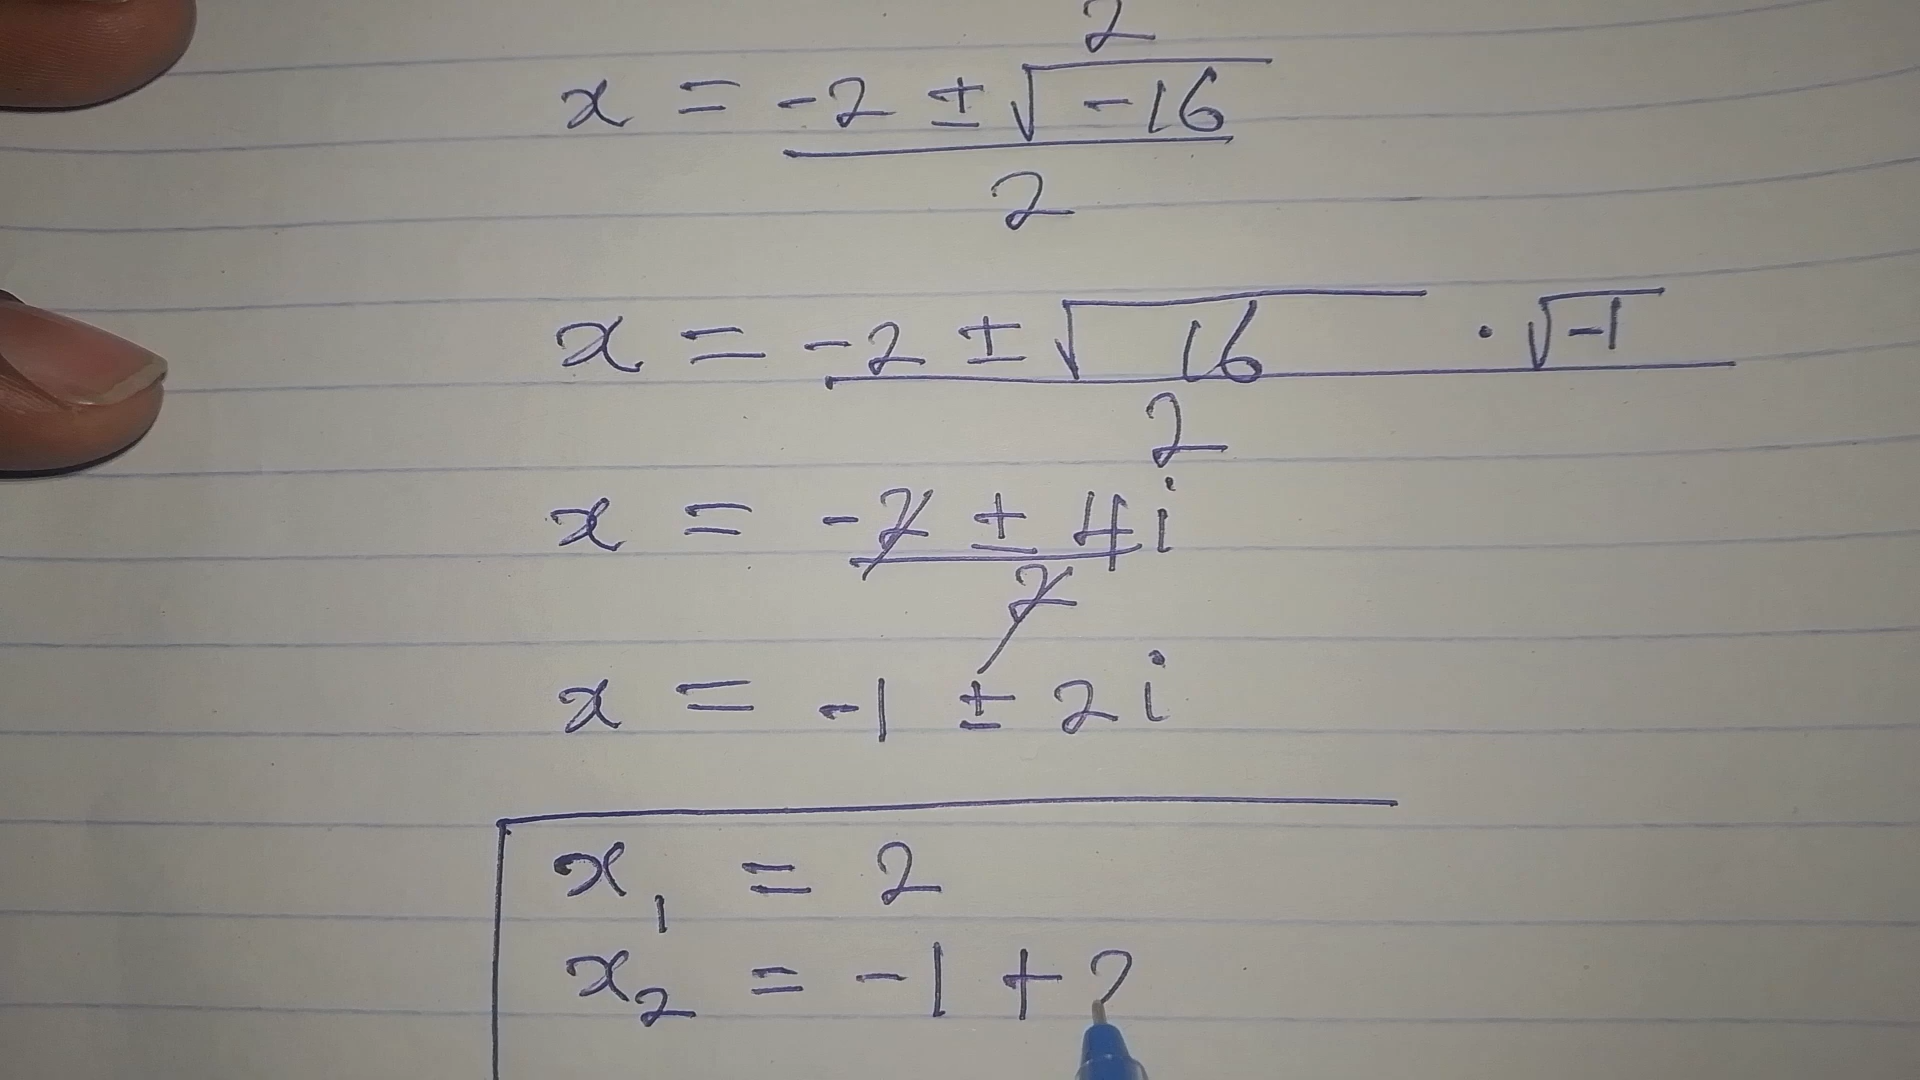 2
x = -2 ± √-16
2
x = -2 ± √16 · √-1
2
x = -2 ± 4i
2
x = -1 ± 2i
x₁ = 2
x₂ = -1 + 2